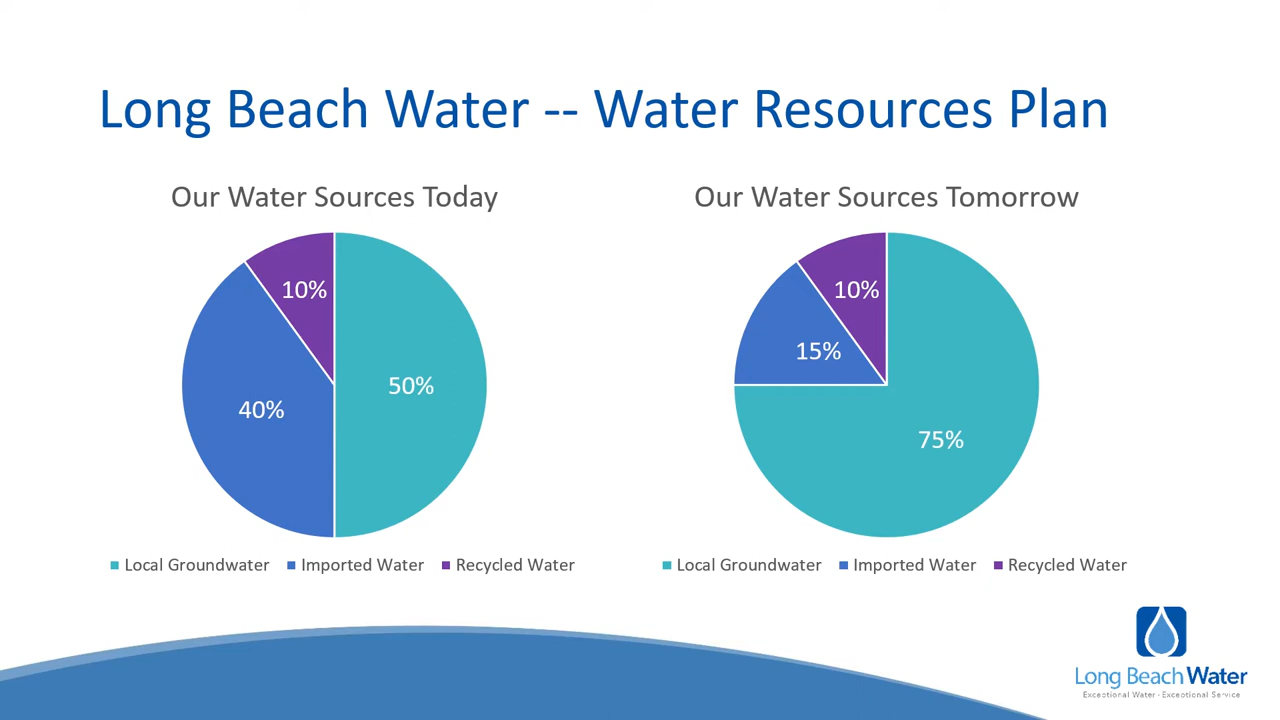 Long Beach Water -- Water Resources Plan
Our Water Sources Today
10%
40%
50%
Local Groundwater Imported Water Recycled Water
Our Water Sources Tomorrow
10%
15%
75%
Local Groundwater Imported Water Recycled Water
Long Beach Water
Exceptional Water - Exceptional Service